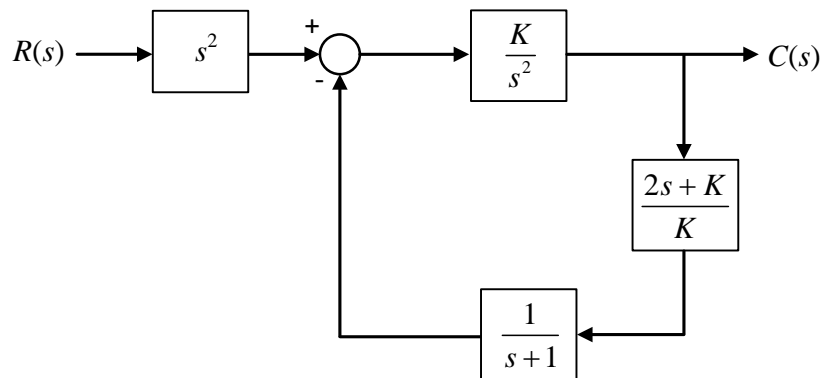 R(s)
s²
+
-
K
s²
C(s)
2s + K
K
1
s + 1